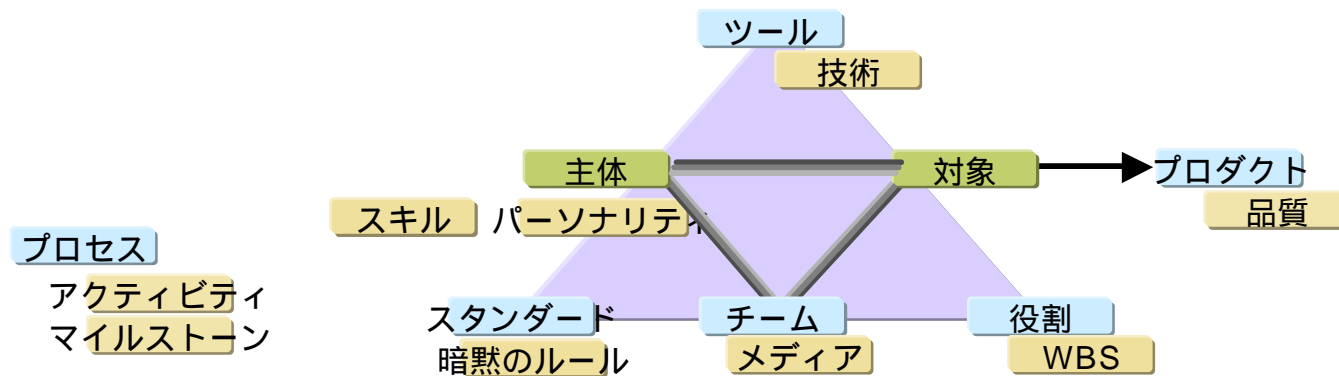 ツール
技術
主体
対象
プロダクト
品質
スキル
パーソナリティ
プロセス
アクティビティ
マイルストーン
スタンダード
暗黙のルール
チーム
メディア
役割
WBS